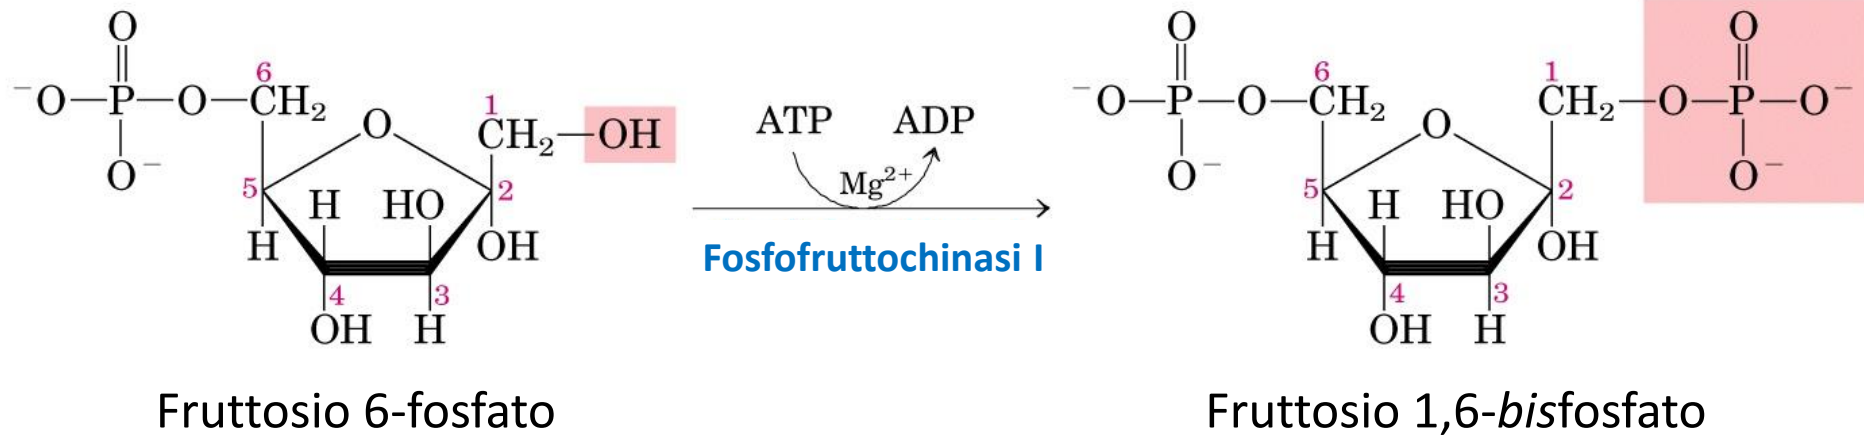 O O
6 6 1
⁻O—P—O—CH₂ 1 ⁻O—P—O—CH₂ CH₂—O—P—O⁻
O CH₂—OH ATP ADP O
O⁻ O⁻ O⁻
5 H HO 2 Mg²⁺ 5 H HO 2
H OH H OH
Fosfofruttochinasi I
4 3 4 3
OH H OH H
Fruttosio 6-fosfato Fruttosio 1,6-bisfosfato